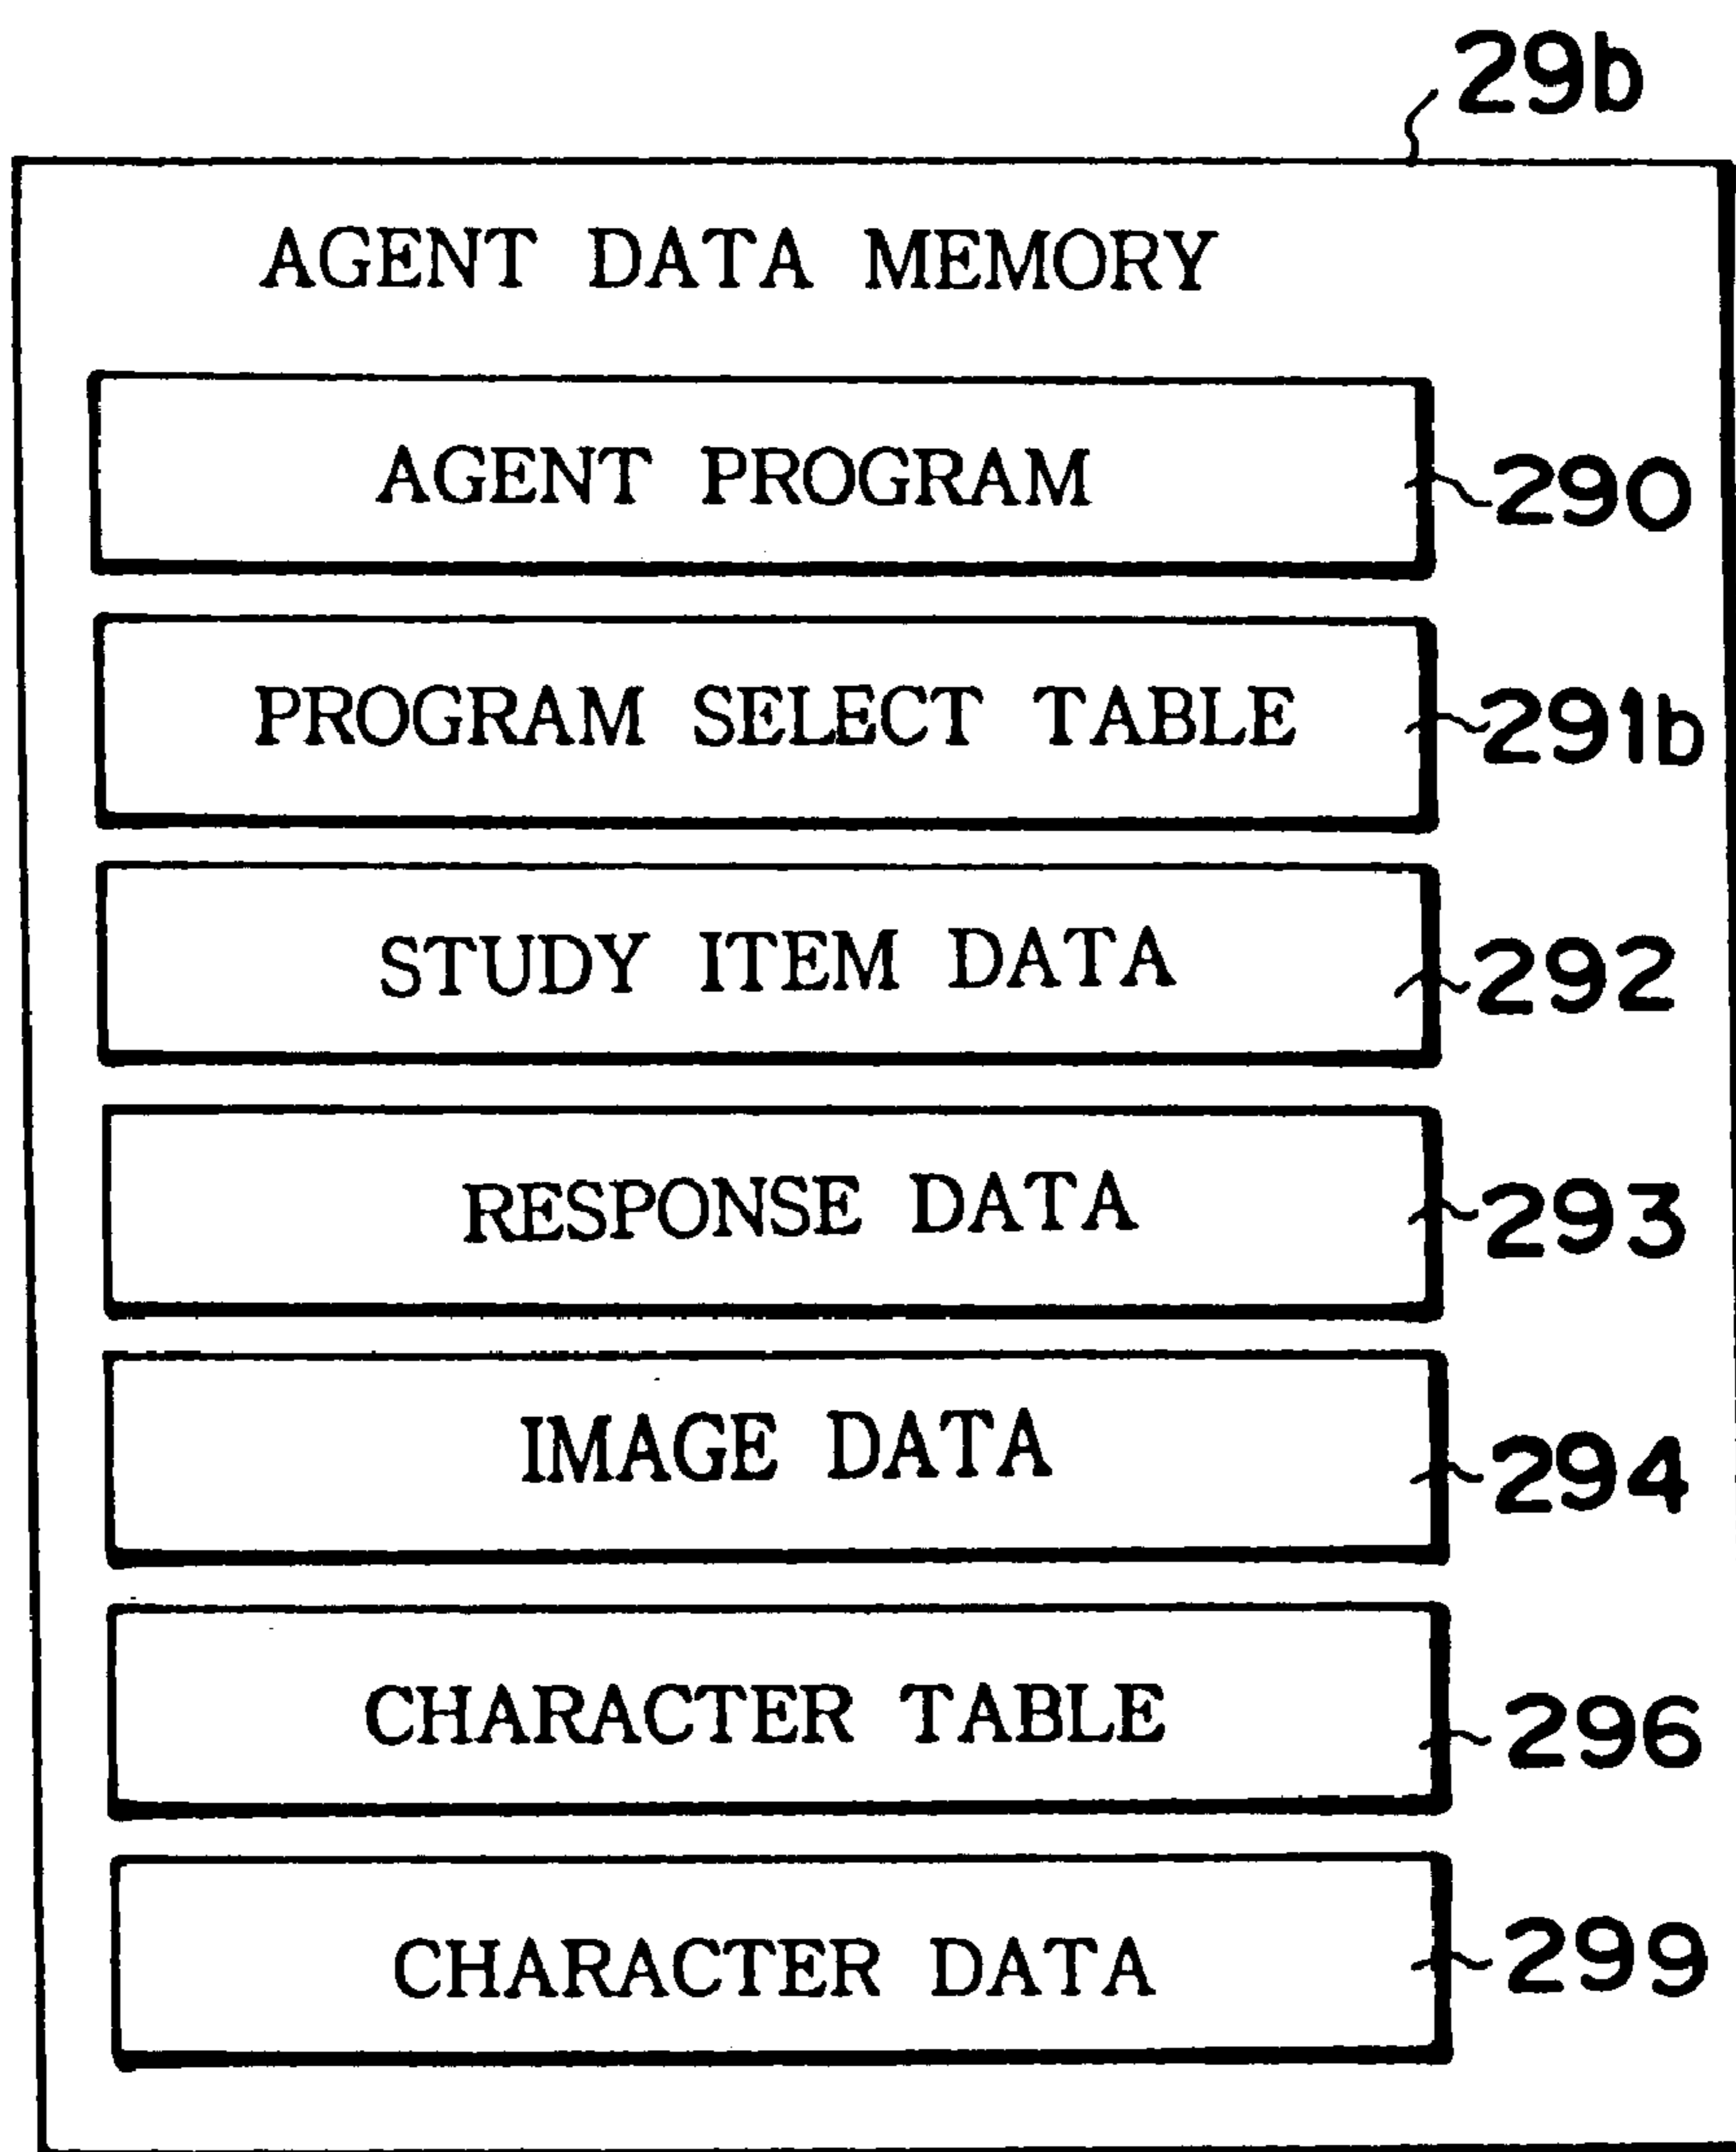 29b
AGENT DATA MEMORY
AGENT PROGRAM
290
PROGRAM SELECT TABLE
291b
STUDY ITEM DATA
292
RESPONSE DATA
293
IMAGE DATA
294
CHARACTER TABLE
296
CHARACTER DATA
299